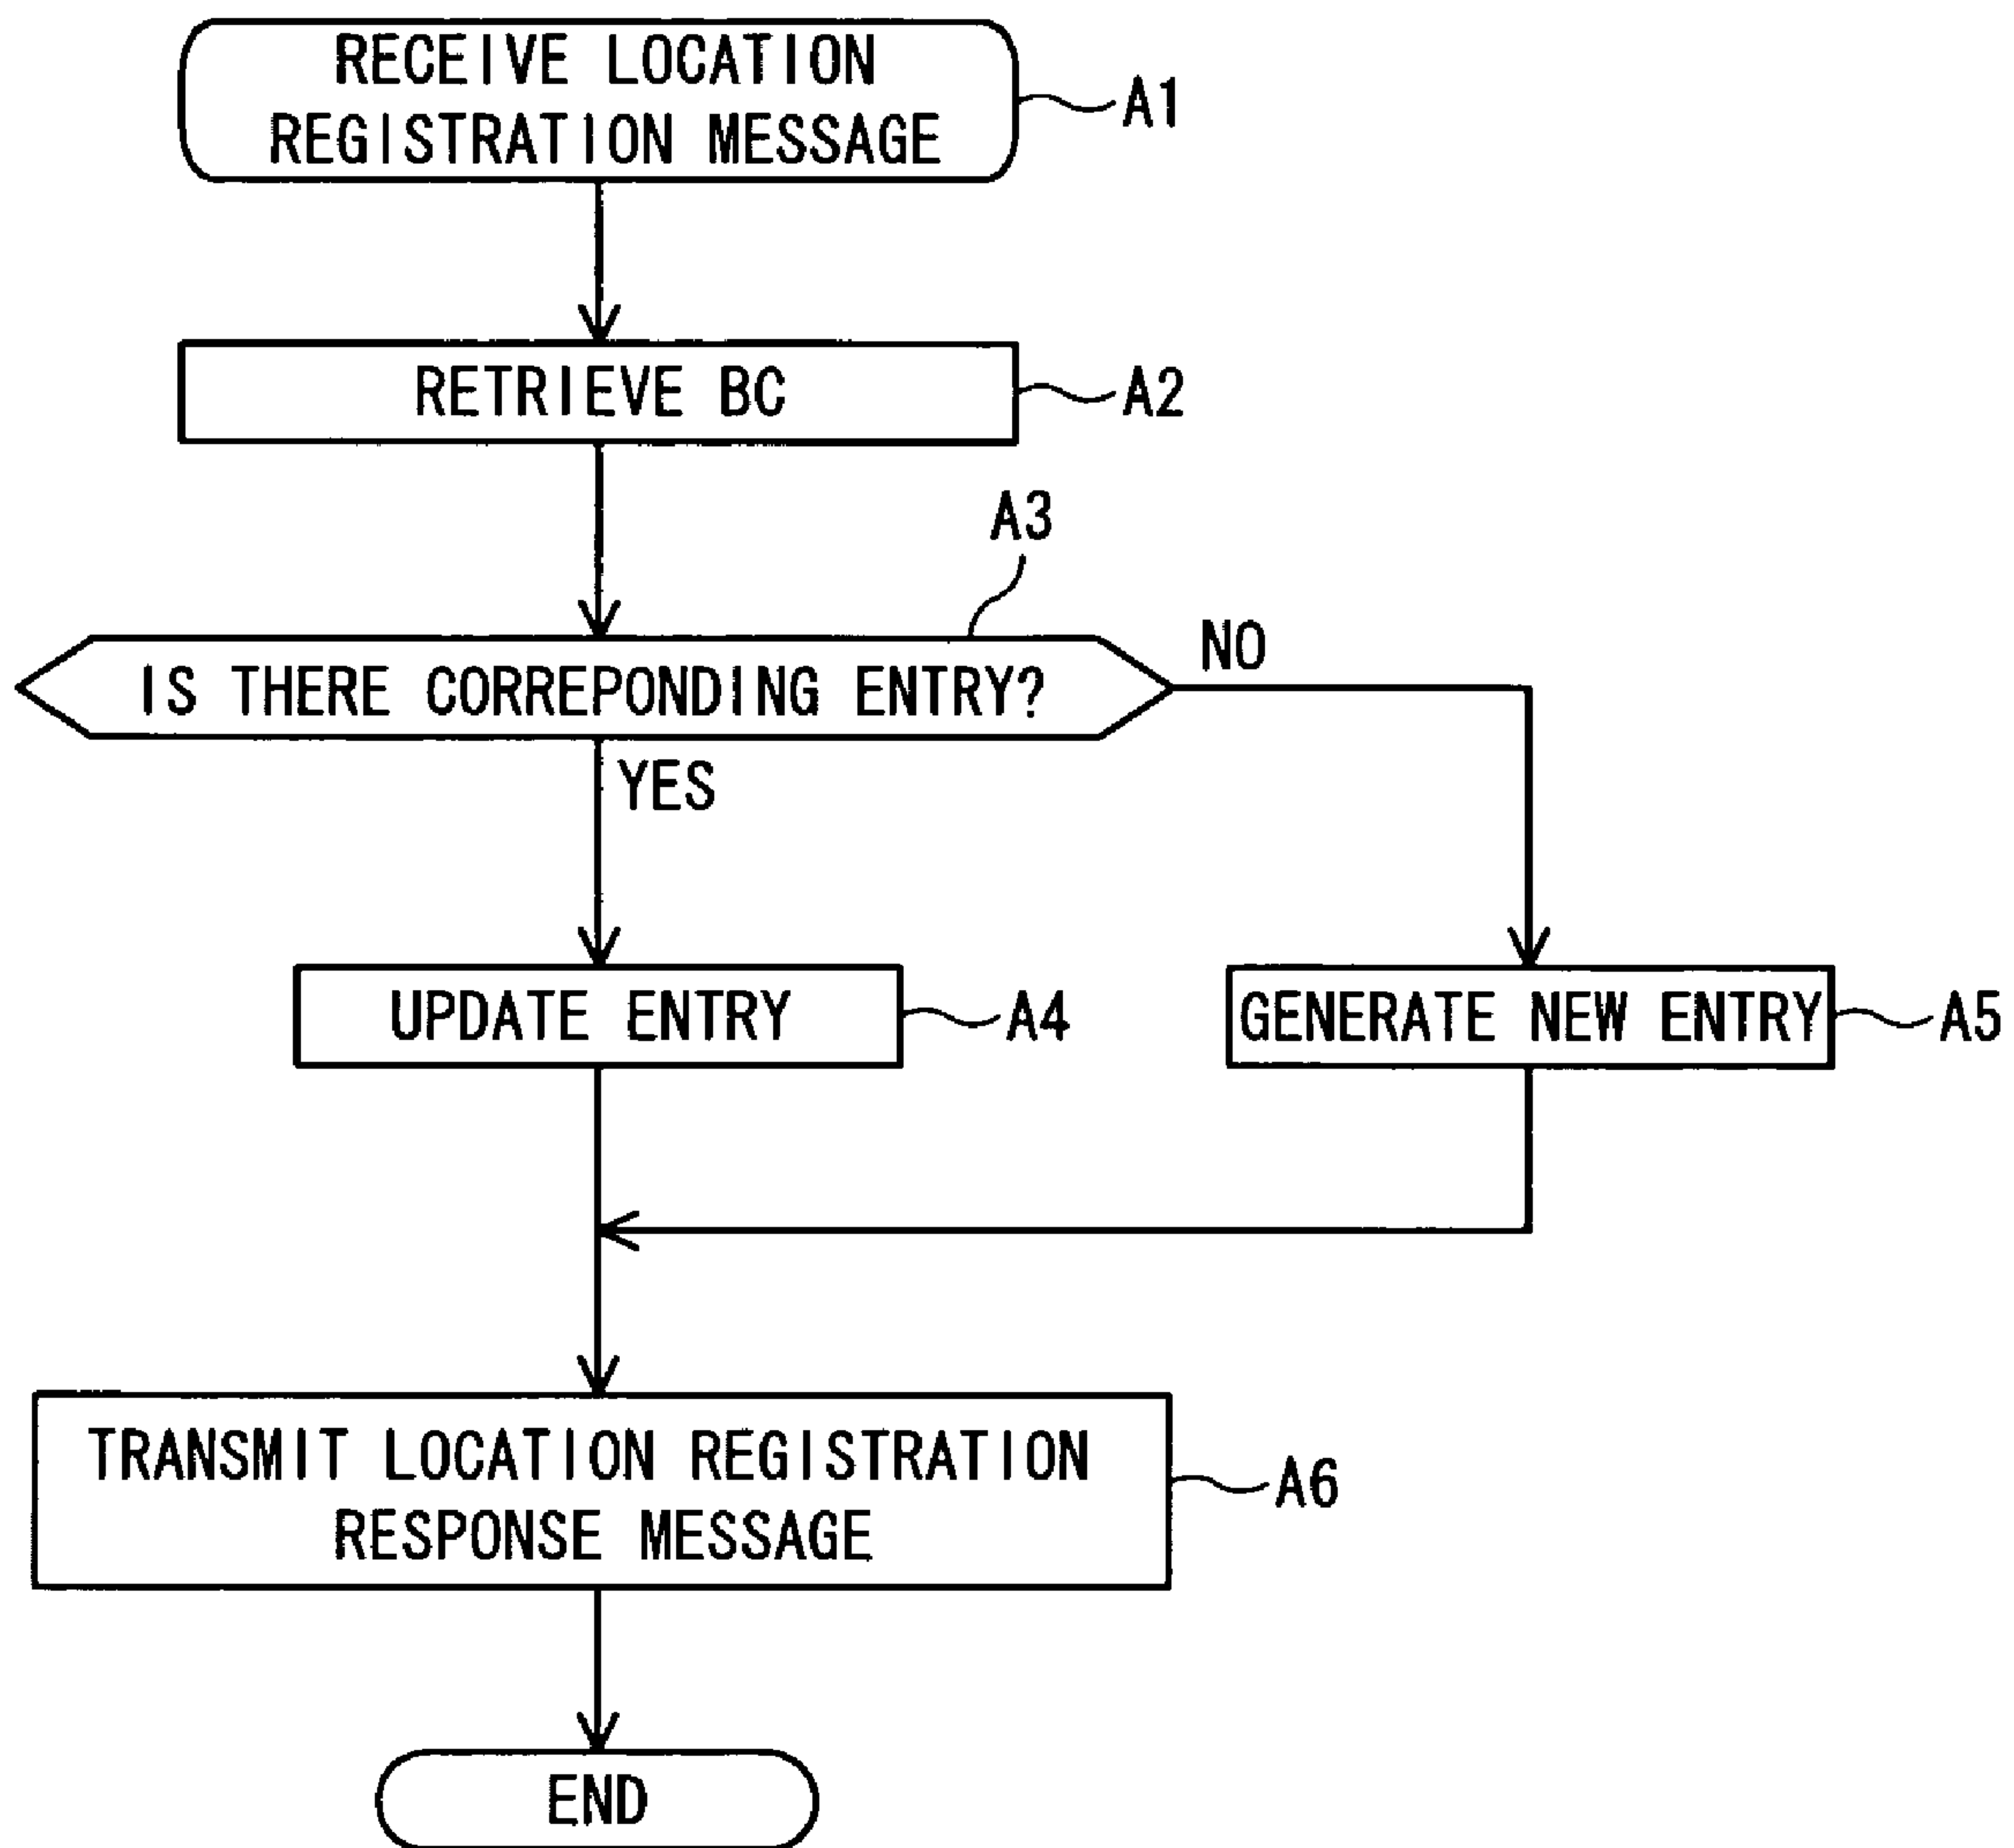 RECEIVE LOCATION
REGISTRATION MESSAGE
A1
RETRIEVE BC
A2
A3
IS THERE CORREPONDING ENTRY?
NO
YES
UPDATE ENTRY
A4
GENERATE NEW ENTRY
A5
TRANSMIT LOCATION REGISTRATION
RESPONSE MESSAGE
A6
END